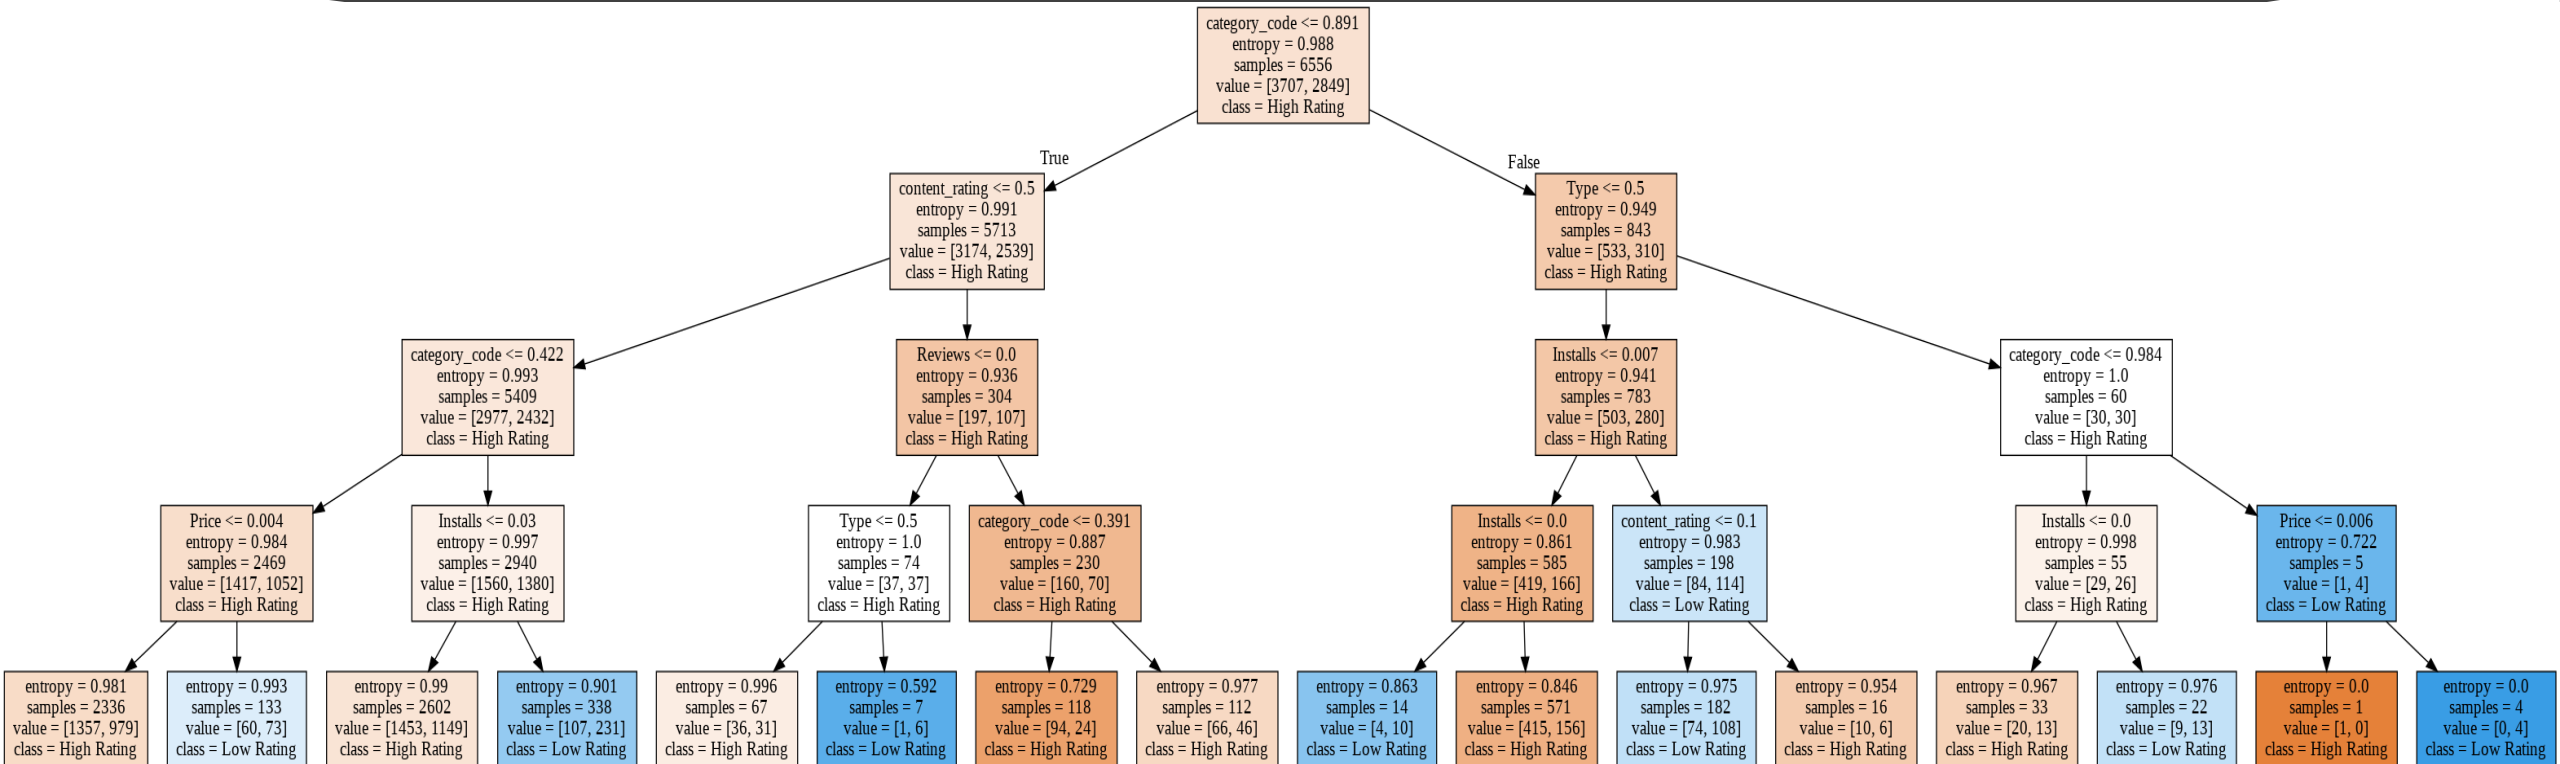 category_code <= 0.891
entropy = 0.988
samples = 6556
value = [3707, 2849]
class = High Rating
True
False
content_rating <= 0.5
entropy = 0.991
samples = 5713
value = [3174, 2539]
class = High Rating
Type <= 0.5
entropy = 0.949
samples = 843
value = [533, 310]
class = High Rating
category_code <= 0.422
entropy = 0.993
samples = 5409
value = [2977, 2432]
class = High Rating
Reviews <= 0.0
entropy = 0.936
samples = 304
value = [197, 107]
class = High Rating
Installs <= 0.007
entropy = 0.941
samples = 783
value = [503, 280]
class = High Rating
category_code <= 0.984
entropy = 1.0
samples = 60
value = [30, 30]
class = High Rating
Price <= 0.004
entropy = 0.984
samples = 2469
value = [1417, 1052]
class = High Rating
Installs <= 0.03
entropy = 0.997
samples = 2940
value = [1560, 1380]
class = High Rating
Type <= 0.5
entropy = 1.0
samples = 74
value = [37, 37]
class = High Rating
category_code <= 0.391
entropy = 0.887
samples = 230
value = [160, 70]
class = High Rating
Installs <= 0.0
entropy = 0.861
samples = 585
value = [419, 166]
class = High Rating
content_rating <= 0.1
entropy = 0.983
samples = 198
value = [84, 114]
class = Low Rating
Installs <= 0.0
entropy = 0.998
samples = 55
value = [29, 26]
class = High Rating
Price <= 0.006
entropy = 0.722
samples = 5
value = [1, 4]
class = Low Rating
entropy = 0.981
samples = 2336
value = [1357, 979]
class = High Rating
entropy = 0.993
samples = 133
value = [60, 73]
class = Low Rating
entropy = 0.99
samples = 2602
value = [1453, 1149]
class = High Rating
entropy = 0.901
samples = 338
value = [107, 231]
class = Low Rating
entropy = 0.996
samples = 67
value = [36, 31]
class = High Rating
entropy = 0.592
samples = 7
value = [1, 6]
class = Low Rating
entropy = 0.729
samples = 118
value = [94, 24]
class = High Rating
entropy = 0.977
samples = 112
value = [66, 46]
class = High Rating
entropy = 0.863
samples = 14
value = [4, 10]
class = Low Rating
entropy = 0.846
samples = 571
value = [415, 156]
class = High Rating
entropy = 0.975
samples = 182
value = [74, 108]
class = Low Rating
entropy = 0.954
samples = 16
value = [10, 6]
class = High Rating
entropy = 0.967
samples = 33
value = [20, 13]
class = High Rating
entropy = 0.976
samples = 22
value = [9, 13]
class = Low Rating
entropy = 0.0
samples = 1
value = [1, 0]
class = High Rating
entropy = 0.0
samples = 4
value = [0, 4]
class = Low Rating